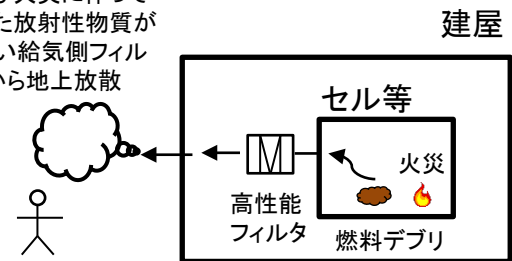 た放射性物質が
い給気側フィル
ら地上放散
建屋
セル等
火災
高性能
フィルタ
燃料デブリ